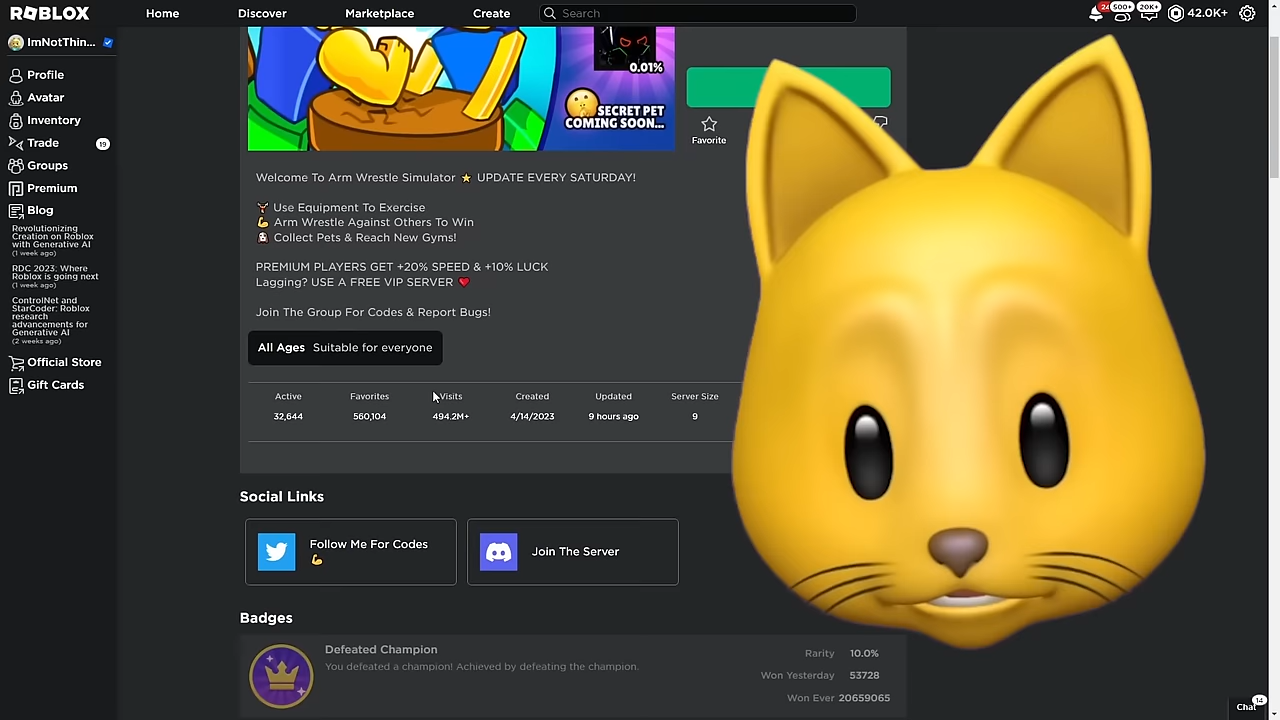 ROBLOX
Home
Discover
Marketplace
Create
Search
24
500+
20K+
42.0K+
ImNotThin...
Profile
Avatar
Inventory
Trade
19
Groups
Premium
Blog
Revolutionizing
Creation on Roblox
with Generative AI
(1 week ago)
RDC 2023: Where
Roblox is going next
(1 week ago)
ControlNet and
StarCoder: Roblox
research
advancements for
Generative AI
(2 weeks ago)
Official Store
Gift Cards
0.01%
SECRET PET
COMING SOON...
Favorite
Welcome To Arm Wrestle Simulator ⭐ UPDATE EVERY SATURDAY!
Use Equipment To Exercise
💪 Arm Wrestle Against Others To Win
Collect Pets & Reach New Gyms!
PREMIUM PLAYERS GET +20% SPEED & +10% LUCK
Lagging? USE A FREE VIP SERVER ❤️
Join The Group For Codes & Report Bugs!
All Ages Suitable for everyone
Active Favorites Visits Created Updated Server Size
32,644 560,104 494.2M+ 4/14/2023 9 hours ago 9
Social Links
Follow Me For Codes
💪
Join The Server
Badges
Defeated Champion
You defeated a champion! Achieved by defeating the champion.
Rarity 10.0%
Won Yesterday 53728
Won Ever 20659065
Chat
14